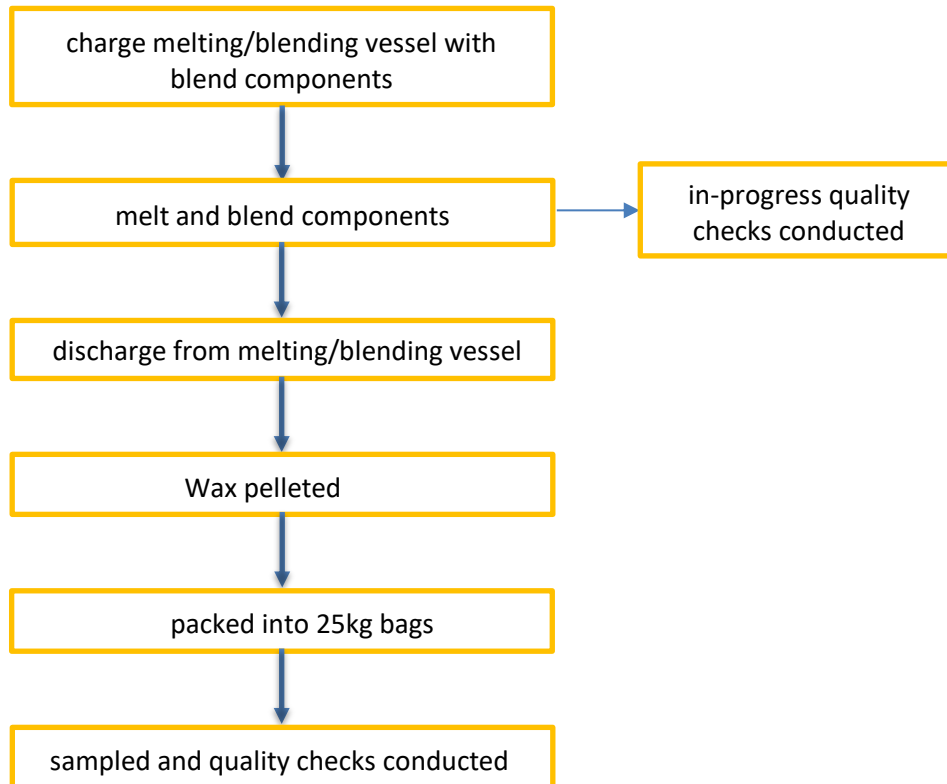 charge melting/blending vessel with
blend components
melt and blend components
in-progress quality
checks conducted
discharge from melting/blending vessel
Wax pelleted
packed into 25kg bags
sampled and quality checks conducted